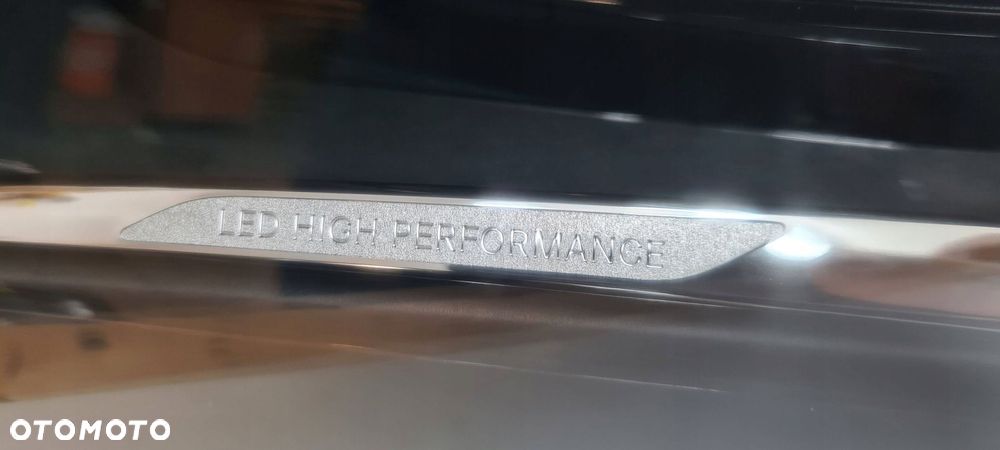 LED HIGH PERFORMANCE
OTOMOTO